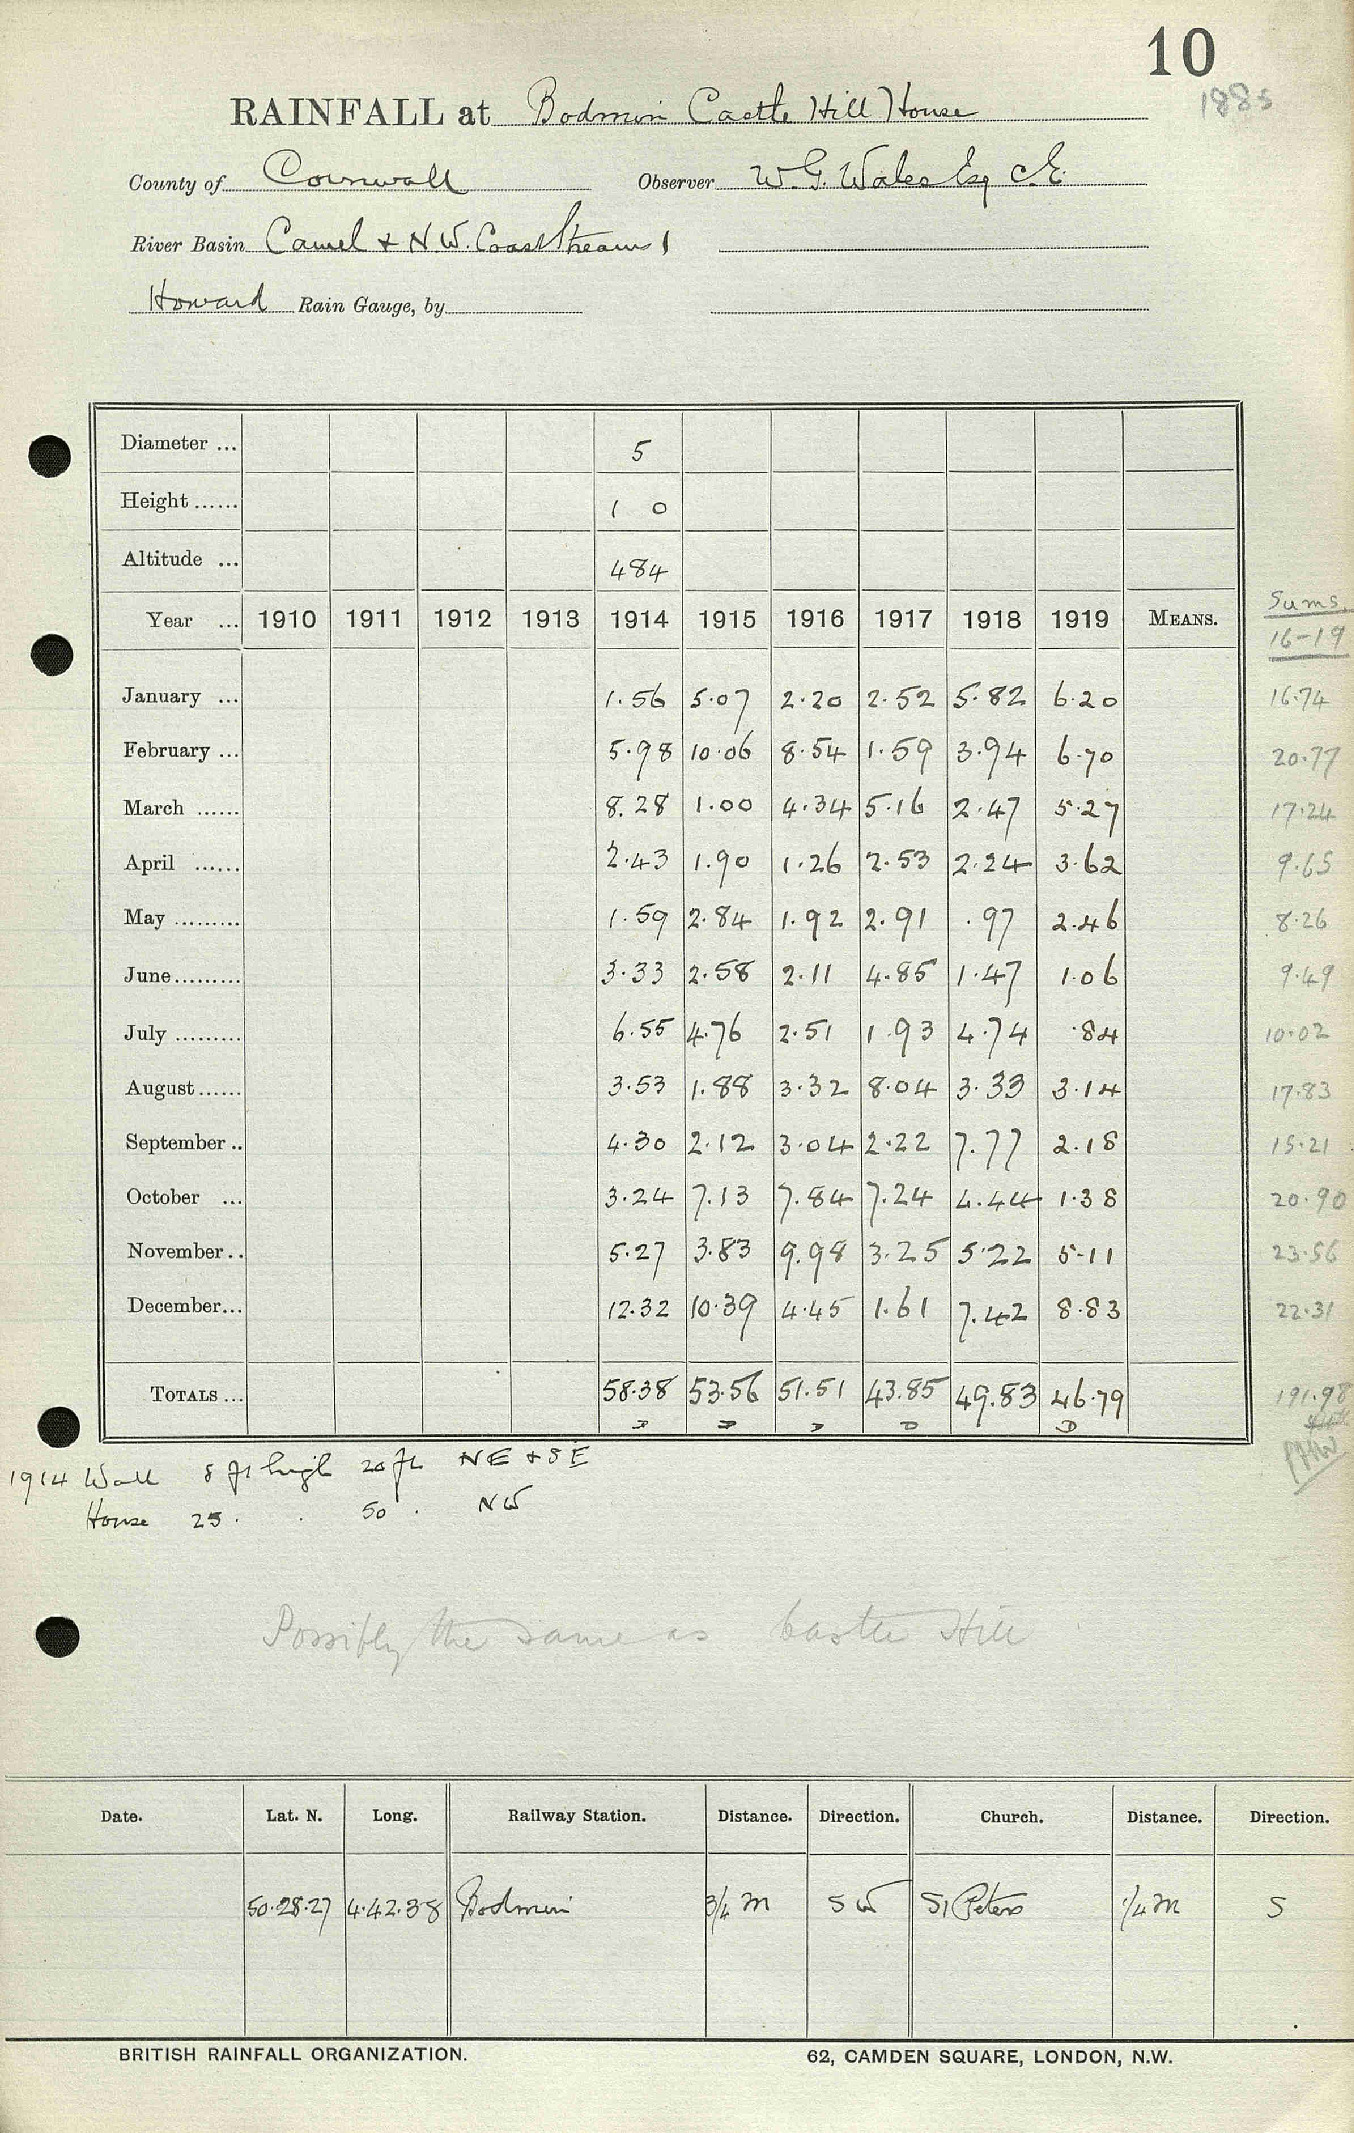 10
1885
RAINFALL at Bodmin Castle Hill House
County of Cornwall Observer W. G. Wales Esq C.E.
River Basin Camel & N W. Coast Streams 1
Howard Rain Gauge, by
Diameter ... 5
Height ...... 1 0
Altitude ... 484
Year ... 1910 1911 1912 1913 1914 1915 1916 1917 1918 1919 MEANS. Sums 16-19
January ... 1.56 5.07 2.20 2.52 5.82 6.20 16.74
February ... 5.98 10.06 8.54 1.59 3.94 6.70 20.77
March ...... 8.28 1.00 4.34 5.16 2.47 5.27 17.24
April ...... 2.43 1.90 1.26 2.53 2.24 3.62 9.65
May ......... 1.59 2.84 1.92 2.91 .97 2.46 8.26
June......... 3.33 2.58 2.11 4.85 1.47 1.06 9.49
July ......... 6.55 4.76 2.51 1.93 4.74 .84 10.02
August...... 3.53 1.88 3.32 8.04 3.33 3.14 17.83
September .. 4.30 2.12 3.04 2.22 7.77 2.18 15.21
October ... 3.24 7.13 7.84 7.24 4.44 1.38 20.90
November .. 5.27 3.83 9.98 3.25 5.22 5.11 23.56
December... 12.32 10.39 4.45 1.61 7.42 8.83 22.31
TOTALS ... 58.38 53.56 51.51 43.85 49.83 46.79 191.98
1914 Wall 8 ft high 20 ft NE & SE
House 25 . . 50 . NW
Possibly the same as Castle Hill
Date. Lat. N. Long. Railway Station. Distance. Direction. Church. Distance. Direction.
50.28.27 4.42.38 Bodmin 3/4 m SW St Peters 1/4 m S
BRITISH RAINFALL ORGANIZATION. 62, CAMDEN SQUARE, LONDON, N.W.